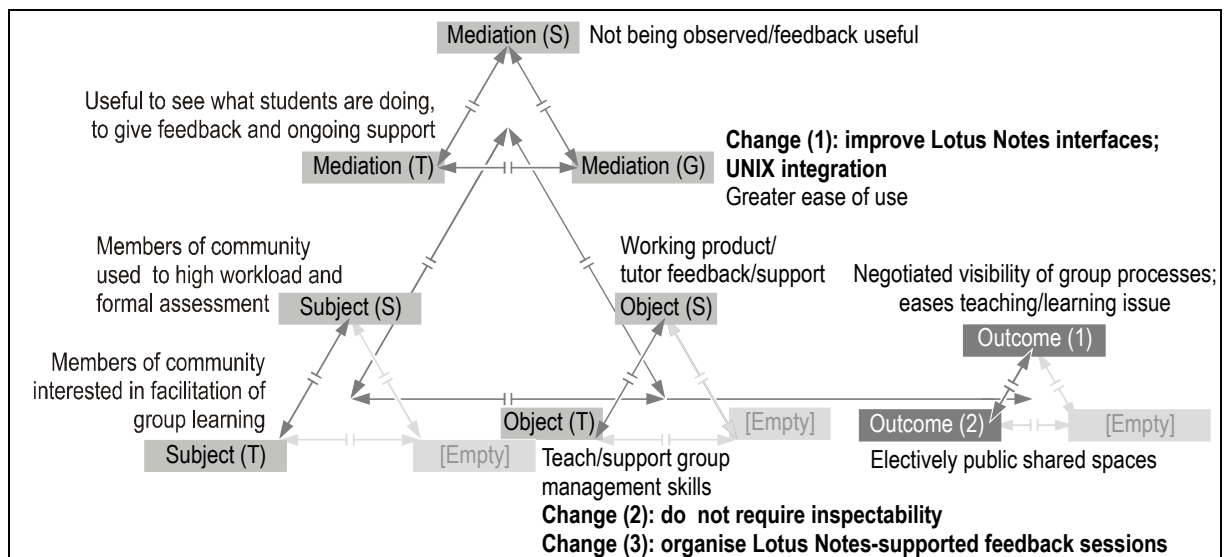 Mediation (S) Not being observed/feedback useful
Useful to see what students are doing,
to give feedback and ongoing support
Mediation (T)
Mediation (G)
Change (1): improve Lotus Notes interfaces;
UNIX integration
Greater ease of use
Members of community
used to high workload and
formal assessment
Subject (S)
Working product/
tutor feedback/support
Object (S)
Negotiated visibility of group processes;
eases teaching/learning issue
Outcome (1)
Members of community
interested in facilitation of
group learning
Subject (T)
[Empty]
Object (T)
[Empty]
Teach/support group
management skills
Change (2): do not require inspectability
Change (3): organise Lotus Notes-supported feedback sessions
Outcome (2)
[Empty]
Electively public shared spaces